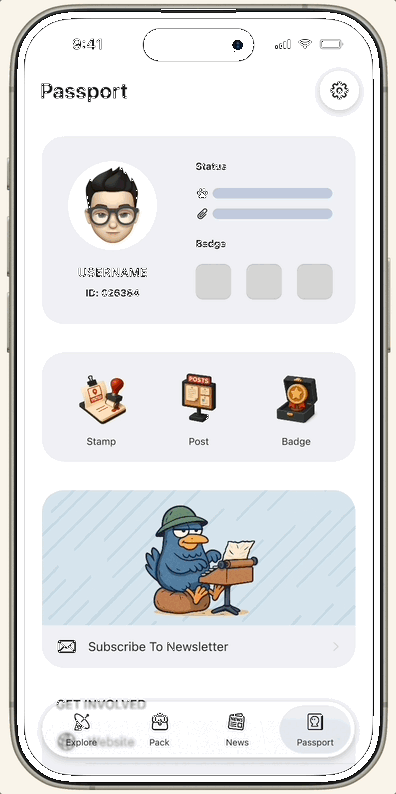 9:41
Passport
Status
Badge
USERNAME
ID: 026384
POSTS
Stamp
Post
Badge
Subscribe To Newsletter
GET INVOLVED
Website
Explore
Pack
NEWS
News
Passport